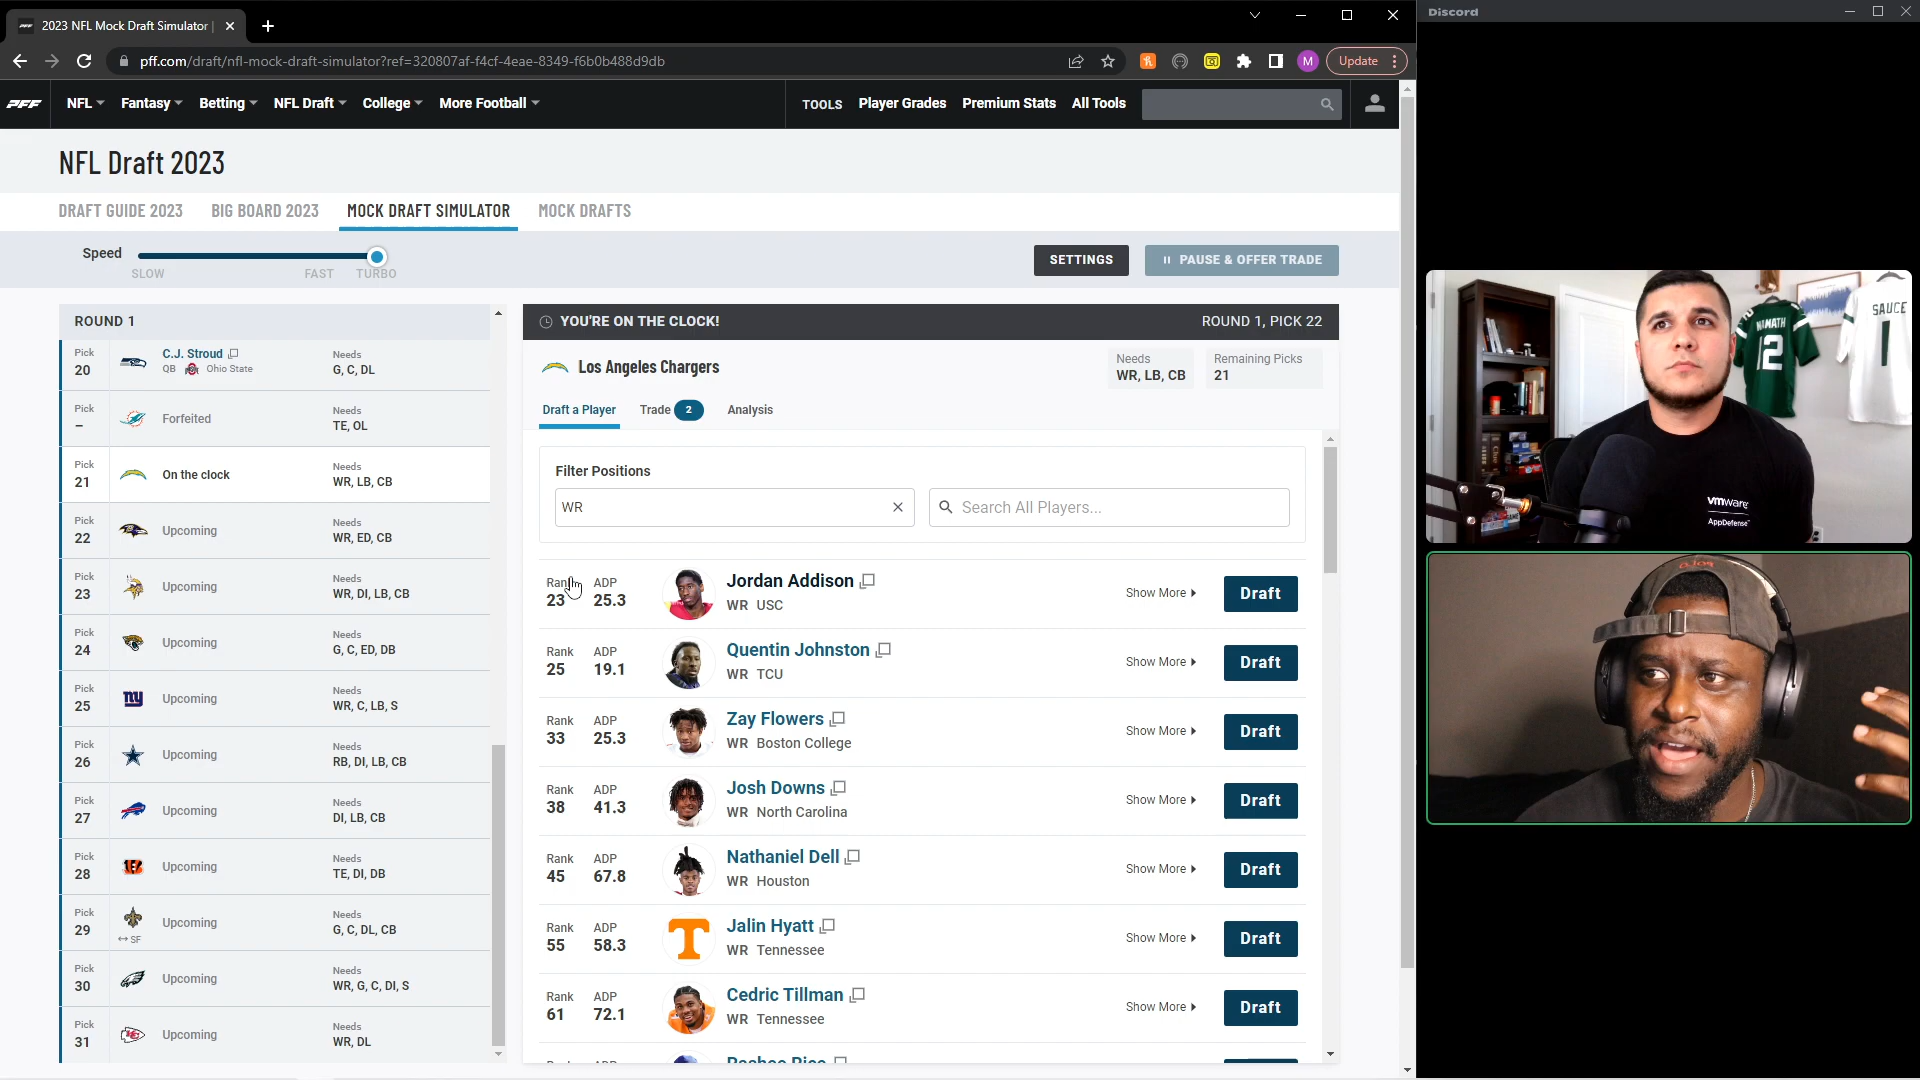 2023 NFL Mock Draft Simulator |
pff.com/draft/nfl-mock-draft-simulator?ref=320807af-f4cf-4eae-8349-f6b0b488d9db
M
Update
Discord
PFF
NFL
Fantasy
Betting
NFL Draft
College
More Football
TOOLS
Player Grades
Premium Stats
All Tools
NFL Draft 2023
DRAFT GUIDE 2023
BIG BOARD 2023
MOCK DRAFT SIMULATOR
MOCK DRAFTS
Speed
SLOW
FAST
TURBO
SETTINGS
PAUSE & OFFER TRADE
ROUND 1
Pick 20
C.J. Stroud
QB Ohio State
Needs
G, C, DL
Pick –
Forfeited
Needs
TE, OL
Pick 21
On the clock
Needs
WR, LB, CB
Pick 22
Upcoming
Needs
WR, ED, CB
Pick 23
Upcoming
Needs
WR, DI, LB, CB
Pick 24
Upcoming
Needs
G, C, ED, DB
Pick 25
ny
Upcoming
Needs
WR, C, LB, S
Pick 26
Upcoming
Needs
RB, DI, LB, CB
Pick 27
Upcoming
Needs
DI, LB, CB
Pick 28
Upcoming
Needs
TE, DI, DB
Pick 29
↔ SF
Upcoming
Needs
G, C, DL, CB
Pick 30
Upcoming
Needs
WR, G, C, DI, S
Pick 31
KC
Upcoming
Needs
WR, DL
YOU'RE ON THE CLOCK!
ROUND 1, PICK 22
Los Angeles Chargers
Needs
WR, LB, CB
Remaining Picks
21
Draft a Player
Trade 2
Analysis
Filter Positions
WR
Search All Players...
Rank 23
ADP 25.3
Jordan Addison
WR USC
Show More
Draft
Rank 25
ADP 19.1
Quentin Johnston
WR TCU
Show More
Draft
Rank 33
ADP 25.3
Zay Flowers
WR Boston College
Show More
Draft
Rank 38
ADP 41.3
Josh Downs
WR North Carolina
Show More
Draft
Rank 45
ADP 67.8
Nathaniel Dell
WR Houston
Show More
Draft
Rank 55
ADP 58.3
T
Jalin Hyatt
WR Tennessee
Show More
Draft
Rank 61
ADP 72.1
Cedric Tillman
WR Tennessee
Show More
Draft
Rashee Rice
NAMATH
12
SAUCE
1
vmware
AppDefense